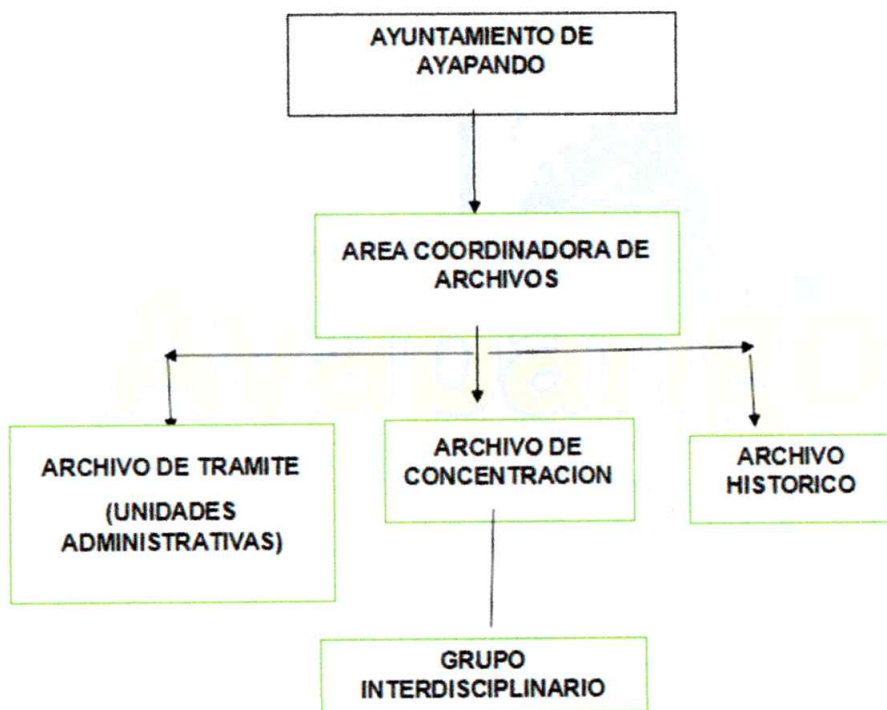 AYUNTAMIENTO DE
AYAPANDO
AREA COORDINADORA DE
ARCHIVOS
ARCHIVO DE TRAMITE
(UNIDADES
ADMINISTRATIVAS)
ARCHIVO DE
CONCENTRACION
ARCHIVO
HISTORICO
GRUPO
INTERDISCIPLINARIO